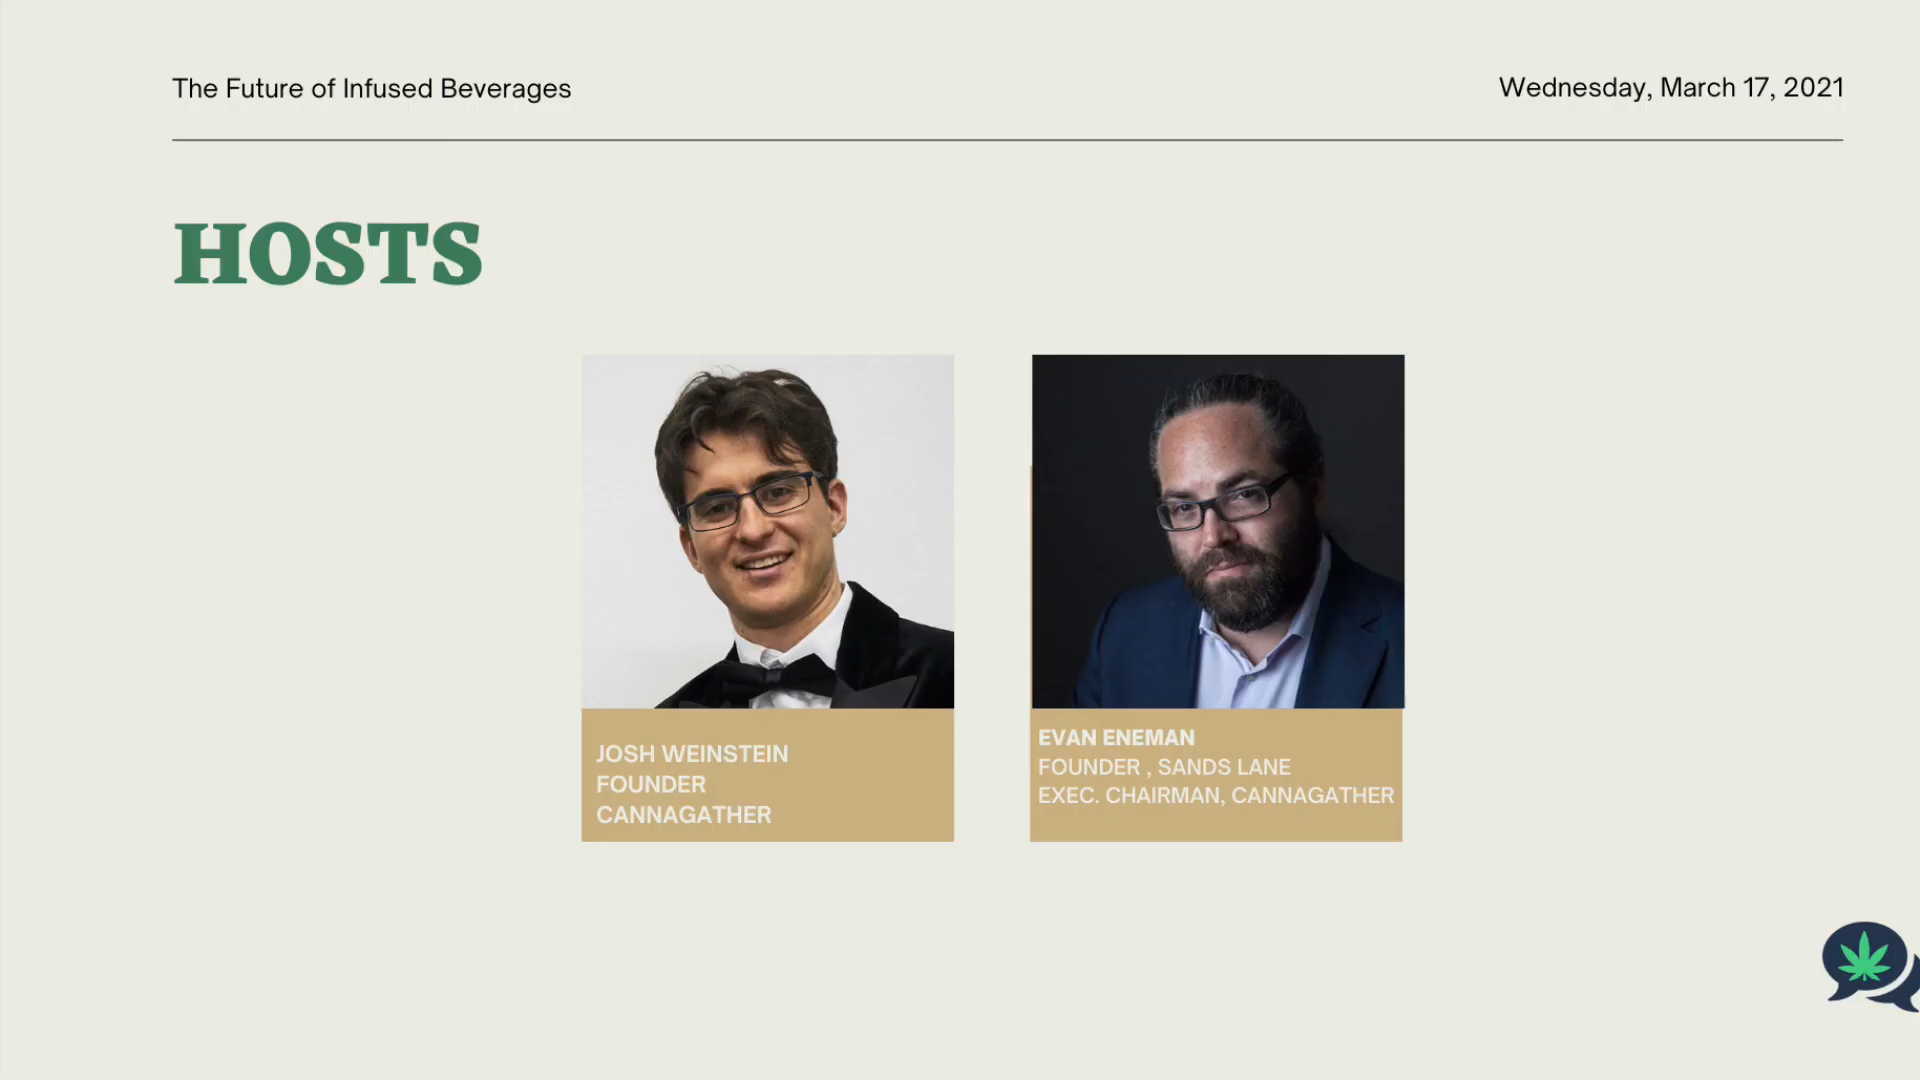 The Future of Infused Beverages
Wednesday, March 17, 2021
HOSTS
JOSH WEINSTEIN
FOUNDER
CANNAGATHER
EVAN ENEMAN
FOUNDER , SANDS LANE
EXEC. CHAIRMAN, CANNAGATHER